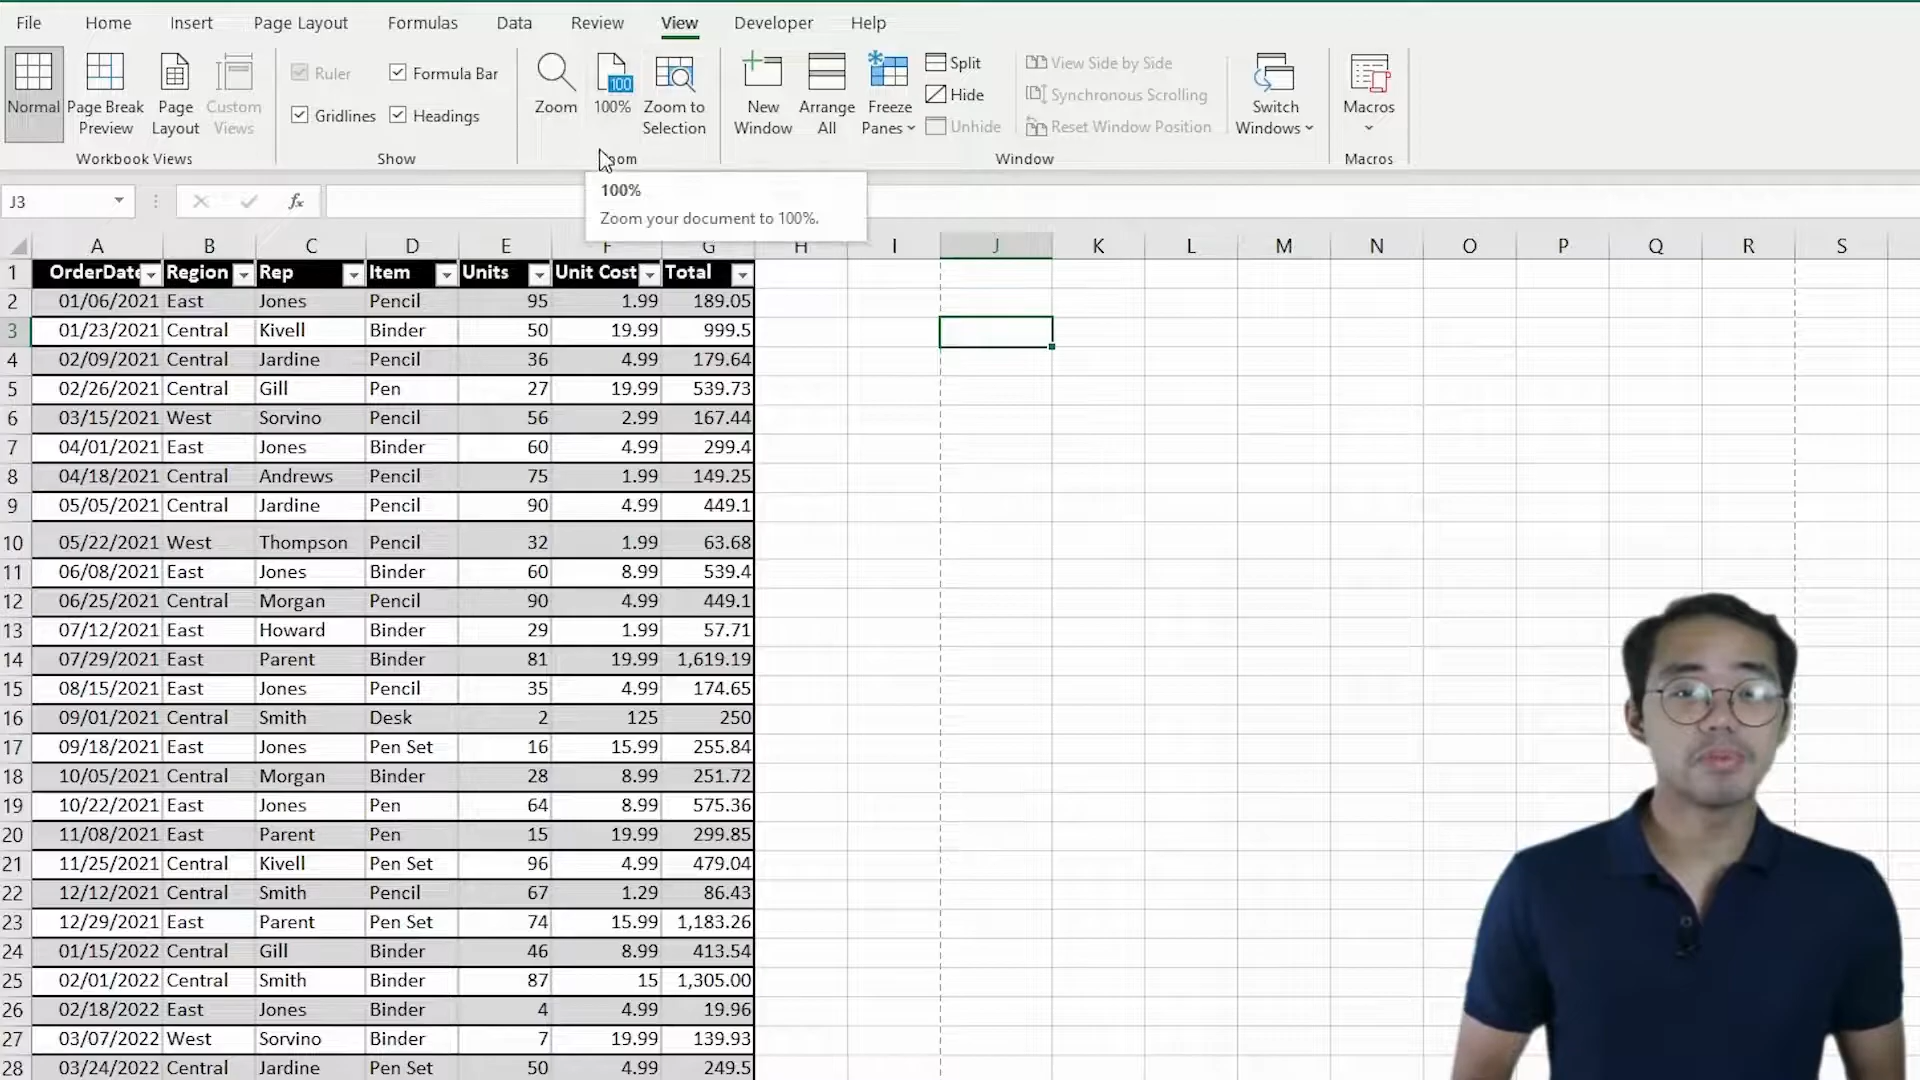 File Home Insert Page Layout Formulas Data Review View Developer Help
Normal Page Break Preview Page Layout Custom Views
Workbook Views
Ruler Formula Bar
Gridlines Headings
Show
Zoom 100% Zoom to Selection
New Window Arrange All Freeze Panes
Split
Hide
Unhide
View Side by Side
Synchronous Scrolling
Reset Window Position
Window
Switch Windows
Macros
Macros
100%
Zoom your document to 100%.
J3 fx
A B C D E F G H I J K L M N O P Q R S
1 OrderDate Region Rep Item Units Unit Cost Total
2 01/06/2021 East Jones Pencil 95 1.99 189.05
3 01/23/2021 Central Kivell Binder 50 19.99 999.5
4 02/09/2021 Central Jardine Pencil 36 4.99 179.64
5 02/26/2021 Central Gill Pen 27 19.99 539.73
6 03/15/2021 West Sorvino Pencil 56 2.99 167.44
7 04/01/2021 East Jones Binder 60 4.99 299.4
8 04/18/2021 Central Andrews Pencil 75 1.99 149.25
9 05/05/2021 Central Jardine Pencil 90 4.99 449.1
10 05/22/2021 West Thompson Pencil 32 1.99 63.68
11 06/08/2021 East Jones Binder 60 8.99 539.4
12 06/25/2021 Central Morgan Pencil 90 4.99 449.1
13 07/12/2021 East Howard Binder 29 1.99 57.71
14 07/29/2021 East Parent Binder 81 19.99 1,619.19
15 08/15/2021 East Jones Pencil 35 4.99 174.65
16 09/01/2021 Central Smith Desk 2 125 250
17 09/18/2021 East Jones Pen Set 16 15.99 255.84
18 10/05/2021 Central Morgan Binder 28 8.99 251.72
19 10/22/2021 East Jones Pen 64 8.99 575.36
20 11/08/2021 East Parent Pen 15 19.99 299.85
21 11/25/2021 Central Kivell Pen Set 96 4.99 479.04
22 12/12/2021 Central Smith Pencil 67 1.29 86.43
23 12/29/2021 East Parent Pen Set 74 15.99 1,183.26
24 01/15/2022 Central Gill Binder 46 8.99 413.54
25 02/01/2022 Central Smith Binder 87 15 1,305.00
26 02/18/2022 East Jones Binder 4 4.99 19.96
27 03/07/2022 West Sorvino Binder 7 19.99 139.93
28 03/24/2022 Central Jardine Pen Set 50 4.99 249.5